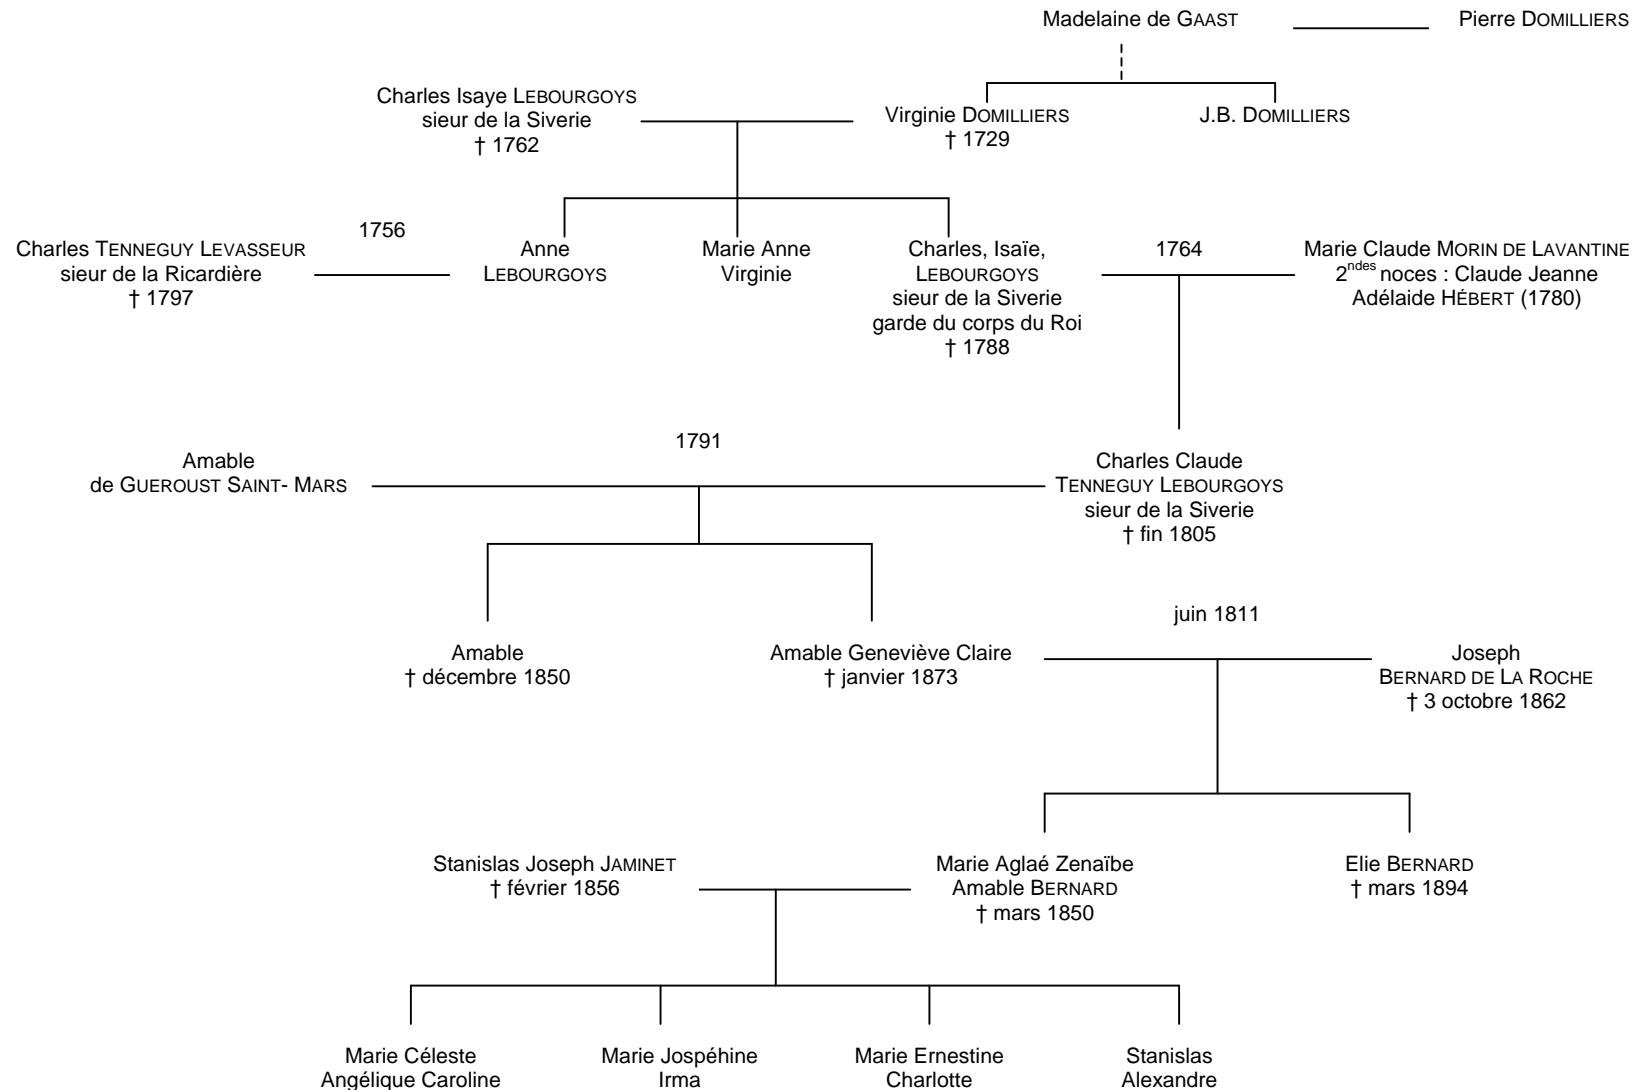 Madelaine de GAAST
Pierre DOMILLIERS
Charles Isaye LEBOURGOYS
sieur de la Siverie
† 1762
Virginie DOMILLIERS
† 1729
J.B. DOMILLIERS
Charles TENNEGUY LEVASSEUR
sieur de la Ricardière
† 1797
1756
Anne
LEBOURGOYS
Marie Anne
Virginie
Charles, Isaïe,
LEBOURGOYS
sieur de la Siverie
garde du corps du Roi
† 1788
1764
Marie Claude MORIN DE LAVANTINE
2ndes noces : Claude Jeanne
Adélaide HÉBERT (1780)
Amable
de GUEROUST SAINT- MARS
1791
Charles Claude
TENNEGUY LEBOURGOYS
sieur de la Siverie
† fin 1805
Amable
† décembre 1850
Amable Geneviève Claire
† janvier 1873
juin 1811
Joseph
BERNARD DE LA ROCHE
† 3 octobre 1862
Stanislas Joseph JAMINET
† février 1856
Marie Aglaé Zenaïbe
Amable BERNARD
† mars 1850
Elie BERNARD
† mars 1894
Marie Céleste
Angélique Caroline
Marie Jospéhine
Irma
Marie Ernestine
Charlotte
Stanislas
Alexandre